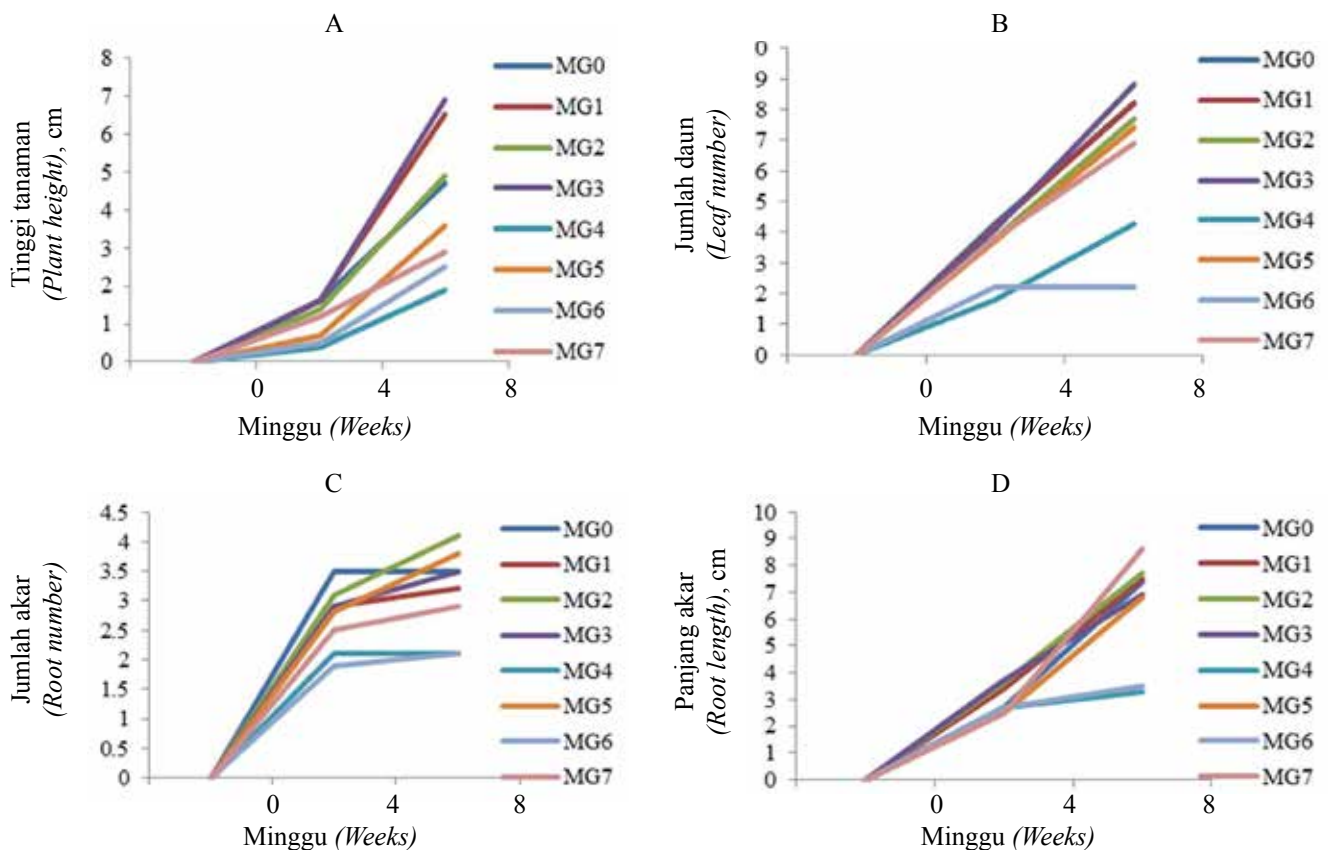 A
Tinggi tanaman
(Plant height), cm
8
7
6
5
4
3
2
1
0
0 4 8
Minggu (Weeks)
MG0
MG1
MG2
MG3
MG4
MG5
MG6
MG7
B
Jumlah daun
(Leaf number)
0
9
8
7
6
5
4
3
2
1
0
0 4 8
Minggu (Weeks)
MG0
MG1
MG2
MG3
MG4
MG5
MG6
MG7
C
Jumlah akar
(Root number)
4.5
4
3.5
3
2.5
2
1.5
1
0.5
0
0 4 8
Minggu (Weeks)
MG0
MG1
MG2
MG3
MG4
MG5
MG6
MG7
D
Panjang akar
(Root length), cm
10
9
8
7
6
5
4
3
2
1
0
0 4 8
Minggu (Weeks)
MG0
MG1
MG2
MG3
MG4
MG5
MG6
MG7